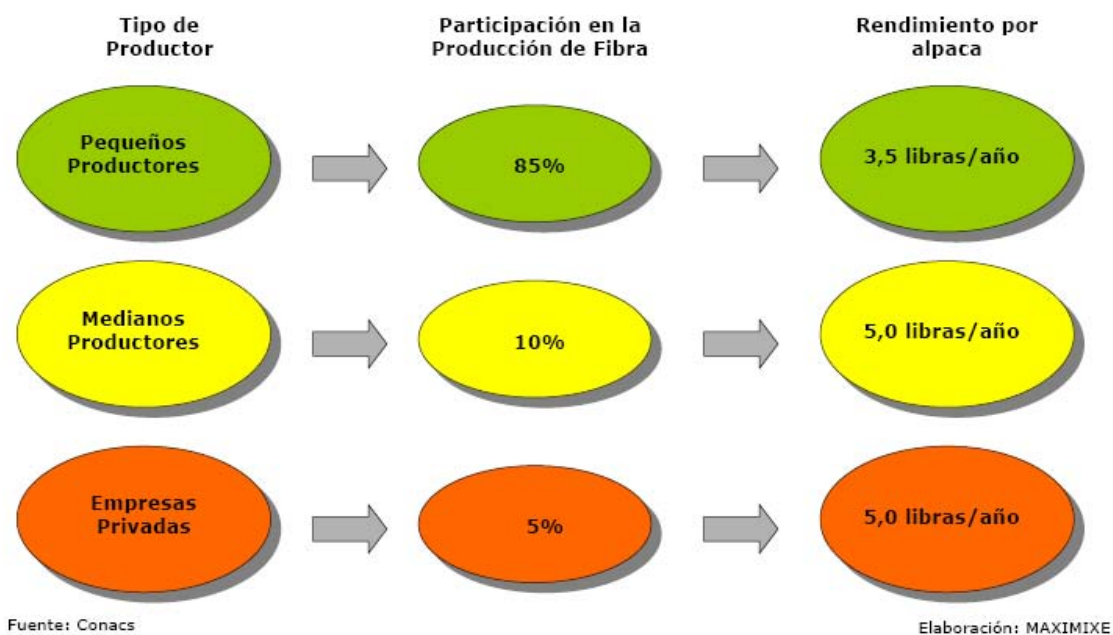 Tipo de
Productor
Participación en la
Producción de Fibra
Rendimiento por
alpaca
Pequeños
Productores
85%
3,5 libras/año
Medianos
Productores
10%
5,0 libras/año
Empresas
Privadas
5%
5,0 libras/año
Fuente: Conacs
Elaboración: MAXIMIXE